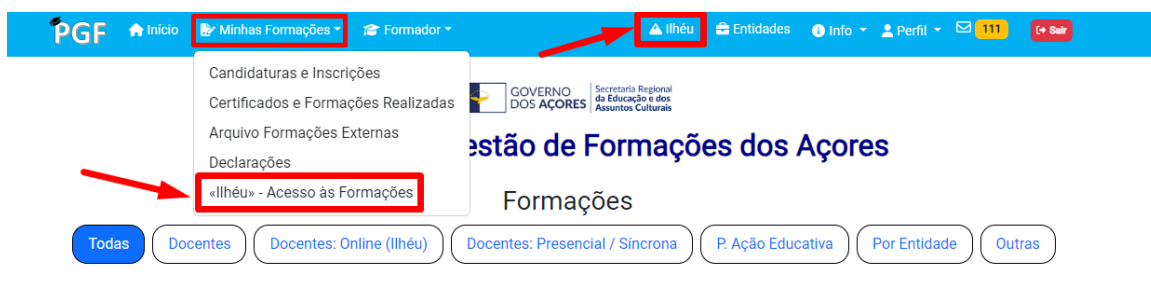 PGF Início Minhas Formações Formador Ilhéu Entidades Info Perfil 111 Sair
Candidaturas e Inscrições
Certificados e Formações Realizadas
Arquivo Formações Externas
Declarações
«Ilhéu» - Acesso às Formações
GOVERNO
DOS AÇORES
Secretaria Regional
da Educação e dos
Assuntos Culturais
estão de Formações dos Açores
Formações
Todas Docentes Docentes: Online (Ilhéu) Docentes: Presencial / Síncrona P. Ação Educativa Por Entidade Outras